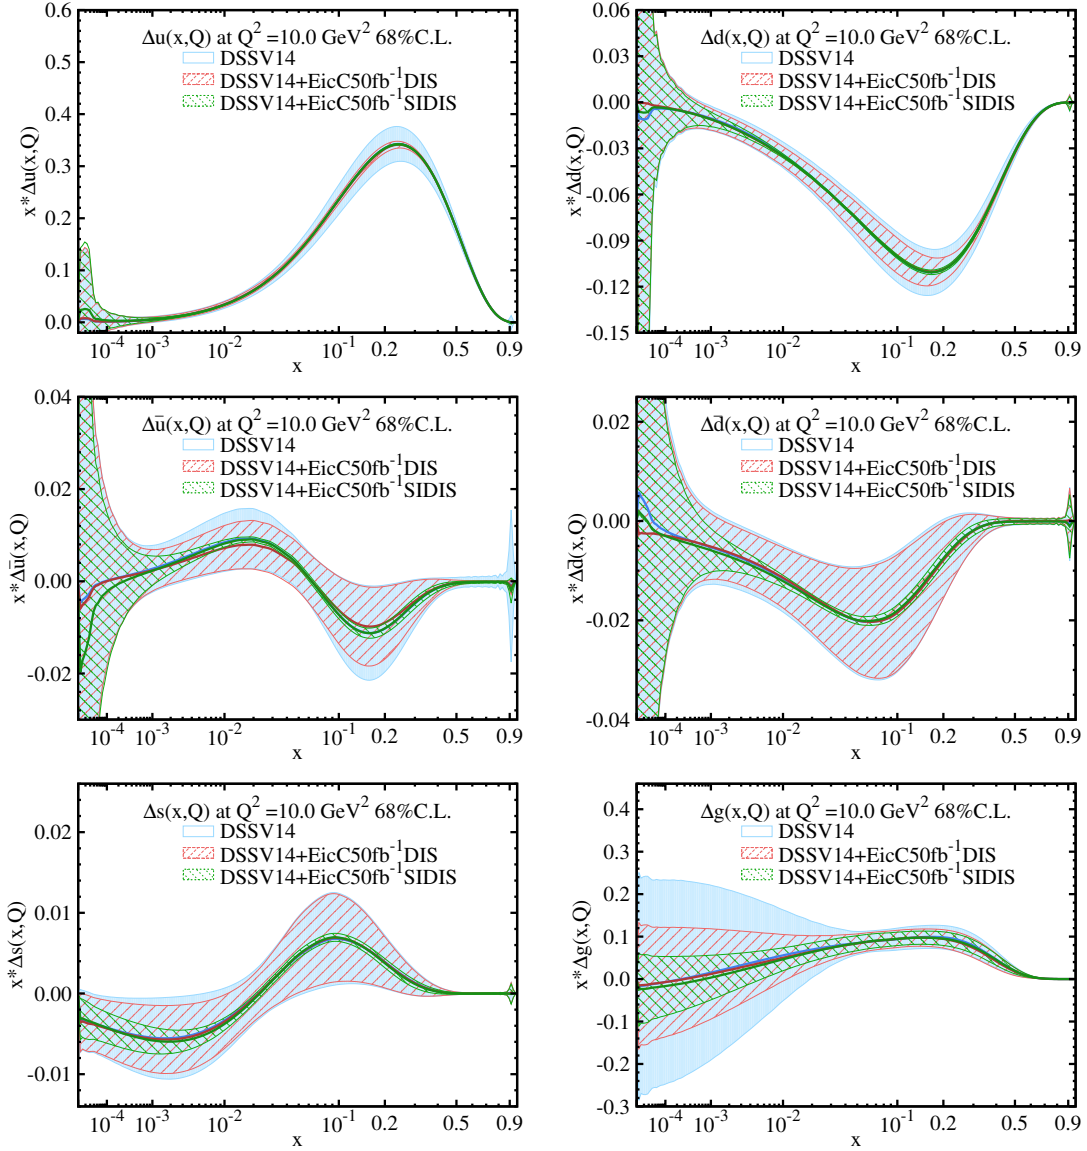 Δu(x,Q) at Q² =10.0 GeV² 68%C.L.
DSSV14
DSSV14+EicC50fb⁻¹DIS
DSSV14+EicC50fb⁻¹SIDIS
x*Δu(x,Q)
0.6
0.5
0.4
0.3
0.2
0.1
0.0
10⁻⁴ 10⁻³ 10⁻² 10⁻¹ 0.2 0.5 0.9
x
Δd(x,Q) at Q² =10.0 GeV² 68%C.L.
DSSV14
DSSV14+EicC50fb⁻¹DIS
DSSV14+EicC50fb⁻¹SIDIS
x*Δd(x,Q)
0.06
0.03
0.00
-0.03
-0.06
-0.09
-0.12
-0.15
10⁻⁴ 10⁻³ 10⁻² 10⁻¹ 0.2 0.5 0.9
x
Δū(x,Q) at Q² =10.0 GeV² 68%C.L.
DSSV14
DSSV14+EicC50fb⁻¹DIS
DSSV14+EicC50fb⁻¹SIDIS
x*Δū(x,Q)
0.04
0.02
0.00
-0.02
10⁻⁴ 10⁻³ 10⁻² 10⁻¹ 0.2 0.5 0.9
x
Δd̄(x,Q) at Q² =10.0 GeV² 68%C.L.
DSSV14
DSSV14+EicC50fb⁻¹DIS
DSSV14+EicC50fb⁻¹SIDIS
x*Δd̄(x,Q)
0.02
0.00
-0.02
-0.04
10⁻⁴ 10⁻³ 10⁻² 10⁻¹ 0.2 0.5 0.9
x
Δs(x,Q) at Q² =10.0 GeV² 68%C.L.
DSSV14
DSSV14+EicC50fb⁻¹DIS
DSSV14+EicC50fb⁻¹SIDIS
x*Δs(x,Q)
0.02
0.01
0.00
-0.01
10⁻⁴ 10⁻³ 10⁻² 10⁻¹ 0.2 0.5 0.9
x
Δg(x,Q) at Q² =10.0 GeV² 68%C.L.
DSSV14
DSSV14+EicC50fb⁻¹DIS
DSSV14+EicC50fb⁻¹SIDIS
x*Δg(x,Q)
0.4
0.3
0.2
0.1
0.0
-0.1
-0.2
-0.3
10⁻⁴ 10⁻³ 10⁻² 10⁻¹ 0.2 0.5 0.9
x